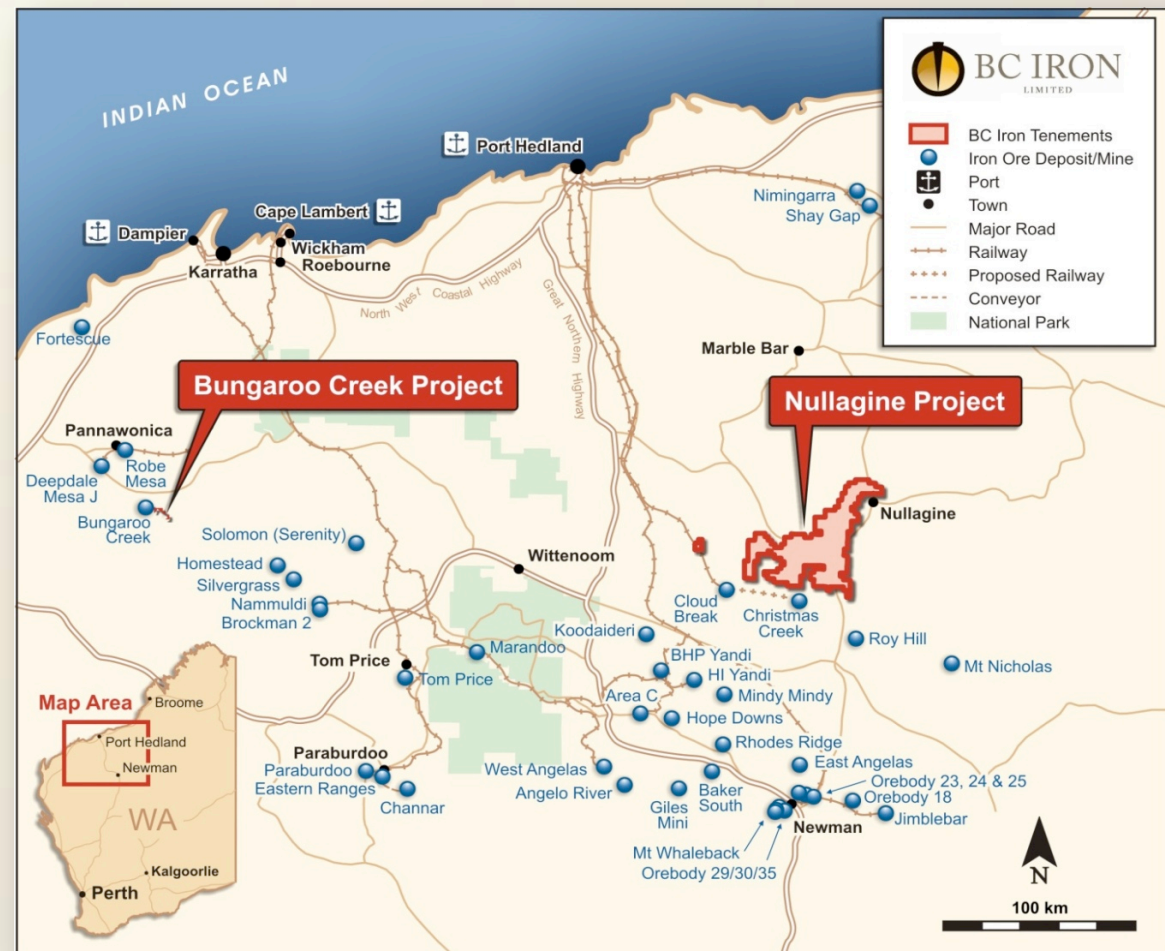 INDIAN OCEAN
BC IRON
LIMITED
BC Iron Tenements
Iron Ore Deposit/Mine
Port
Town
Major Road
Railway
Proposed Railway
Conveyor
National Park
Port Hedland
Nimingarra
Shay Gap
Cape Lambert
Dampier
Wickham
Roebourne
Karratha
North West Coastal Highway
Great Northern Highway
Fortescue
Marble Bar
Bungaroo Creek Project
Nullagine Project
Pannawonica
Robe
Mesa
Deepdale
Mesa J
Bungaroo
Creek
Nullagine
Solomon (Serenity)
Wittenoom
Homestead
Silvergrass
Nammuldi
Brockman 2
Cloud
Break
Christmas
Creek
Koodaideri
Roy Hill
Marandoo
BHP Yandi
Mt Nicholas
Tom Price
Tom Price
HI Yandi
Mindy Mindy
Area C
Hope Downs
Rhodes Ridge
Map Area
Broome
Port Hedland
Newman
WA
Kalgoorlie
Perth
Paraburdoo
Paraburdoo
Eastern Ranges
Channar
West Angelas
Angelo River
East Angelas
Giles
Mini
Baker
South
Orebody 23, 24 & 25
Orebody 18
Jimblebar
Newman
Mt Whaleback
Orebody 29/30/35
N
100 km